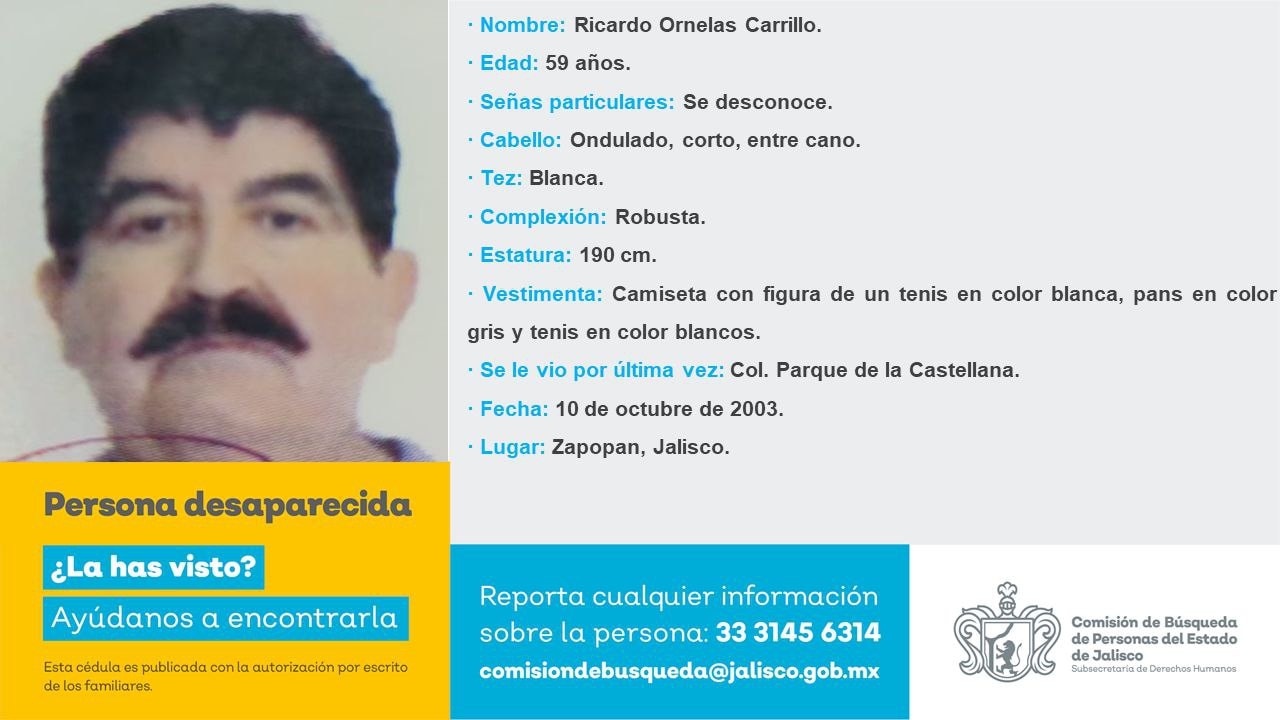 · Nombre: Ricardo Ornelas Carrillo.
· Edad: 59 años.
· Señas particulares: Se desconoce.
· Cabello: Ondulado, corto, entre cano.
· Tez: Blanca.
· Complexión: Robusta.
· Estatura: 190 cm.
· Vestimenta: Camiseta con figura de un tenis en color blanca, pans en color
gris y tenis en color blancos.
· Se le vio por última vez: Col. Parque de la Castellana.
· Fecha: 10 de octubre de 2003.
· Lugar: Zapopan, Jalisco.
Persona desaparecida
¿La has visto?
Ayúdanos a encontrarla
Esta cédula es publicada con la autorización por escrito
de los familiares.
Reporta cualquier información
sobre la persona: 33 3145 6314
comisiondebusqueda@jalisco.gob.mx
Comisión de Búsqueda
de Personas del Estado
de Jalisco
Subsecretaría de Derechos Humanos